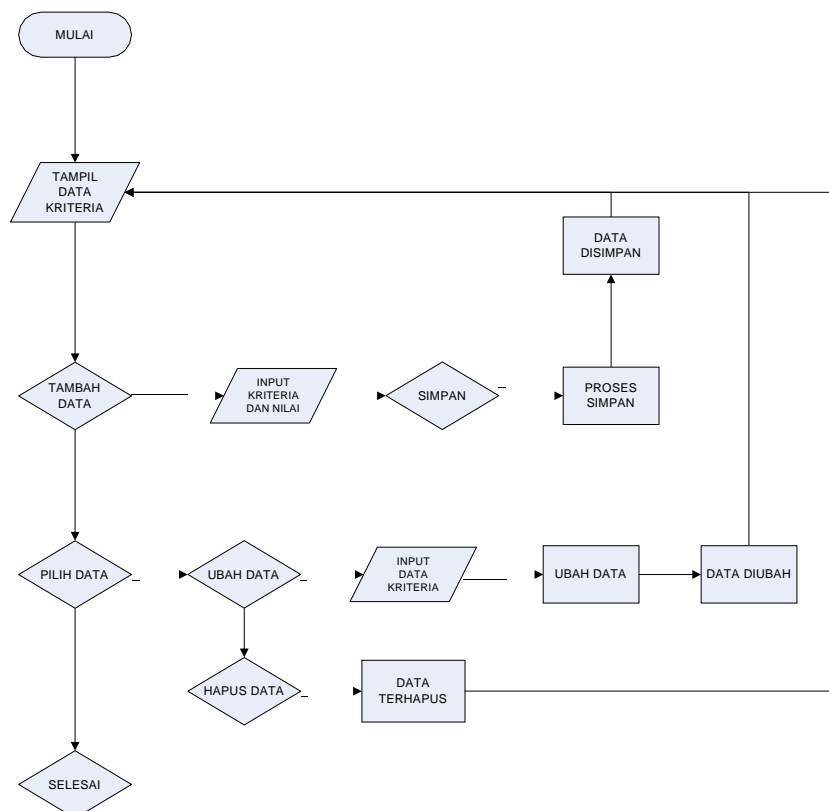 MULAI
TAMPIL
DATA
KRITERIA
DATA
DISIMPAN
TAMBAH
DATA
INPUT
KRITERIA
DAN NILAI
SIMPAN
PROSES
SIMPAN
PILIH DATA
UBAH DATA
INPUT
DATA
KRITERIA
UBAH DATA
DATA DIUBAH
HAPUS DATA
DATA
TERHAPUS
SELESAI